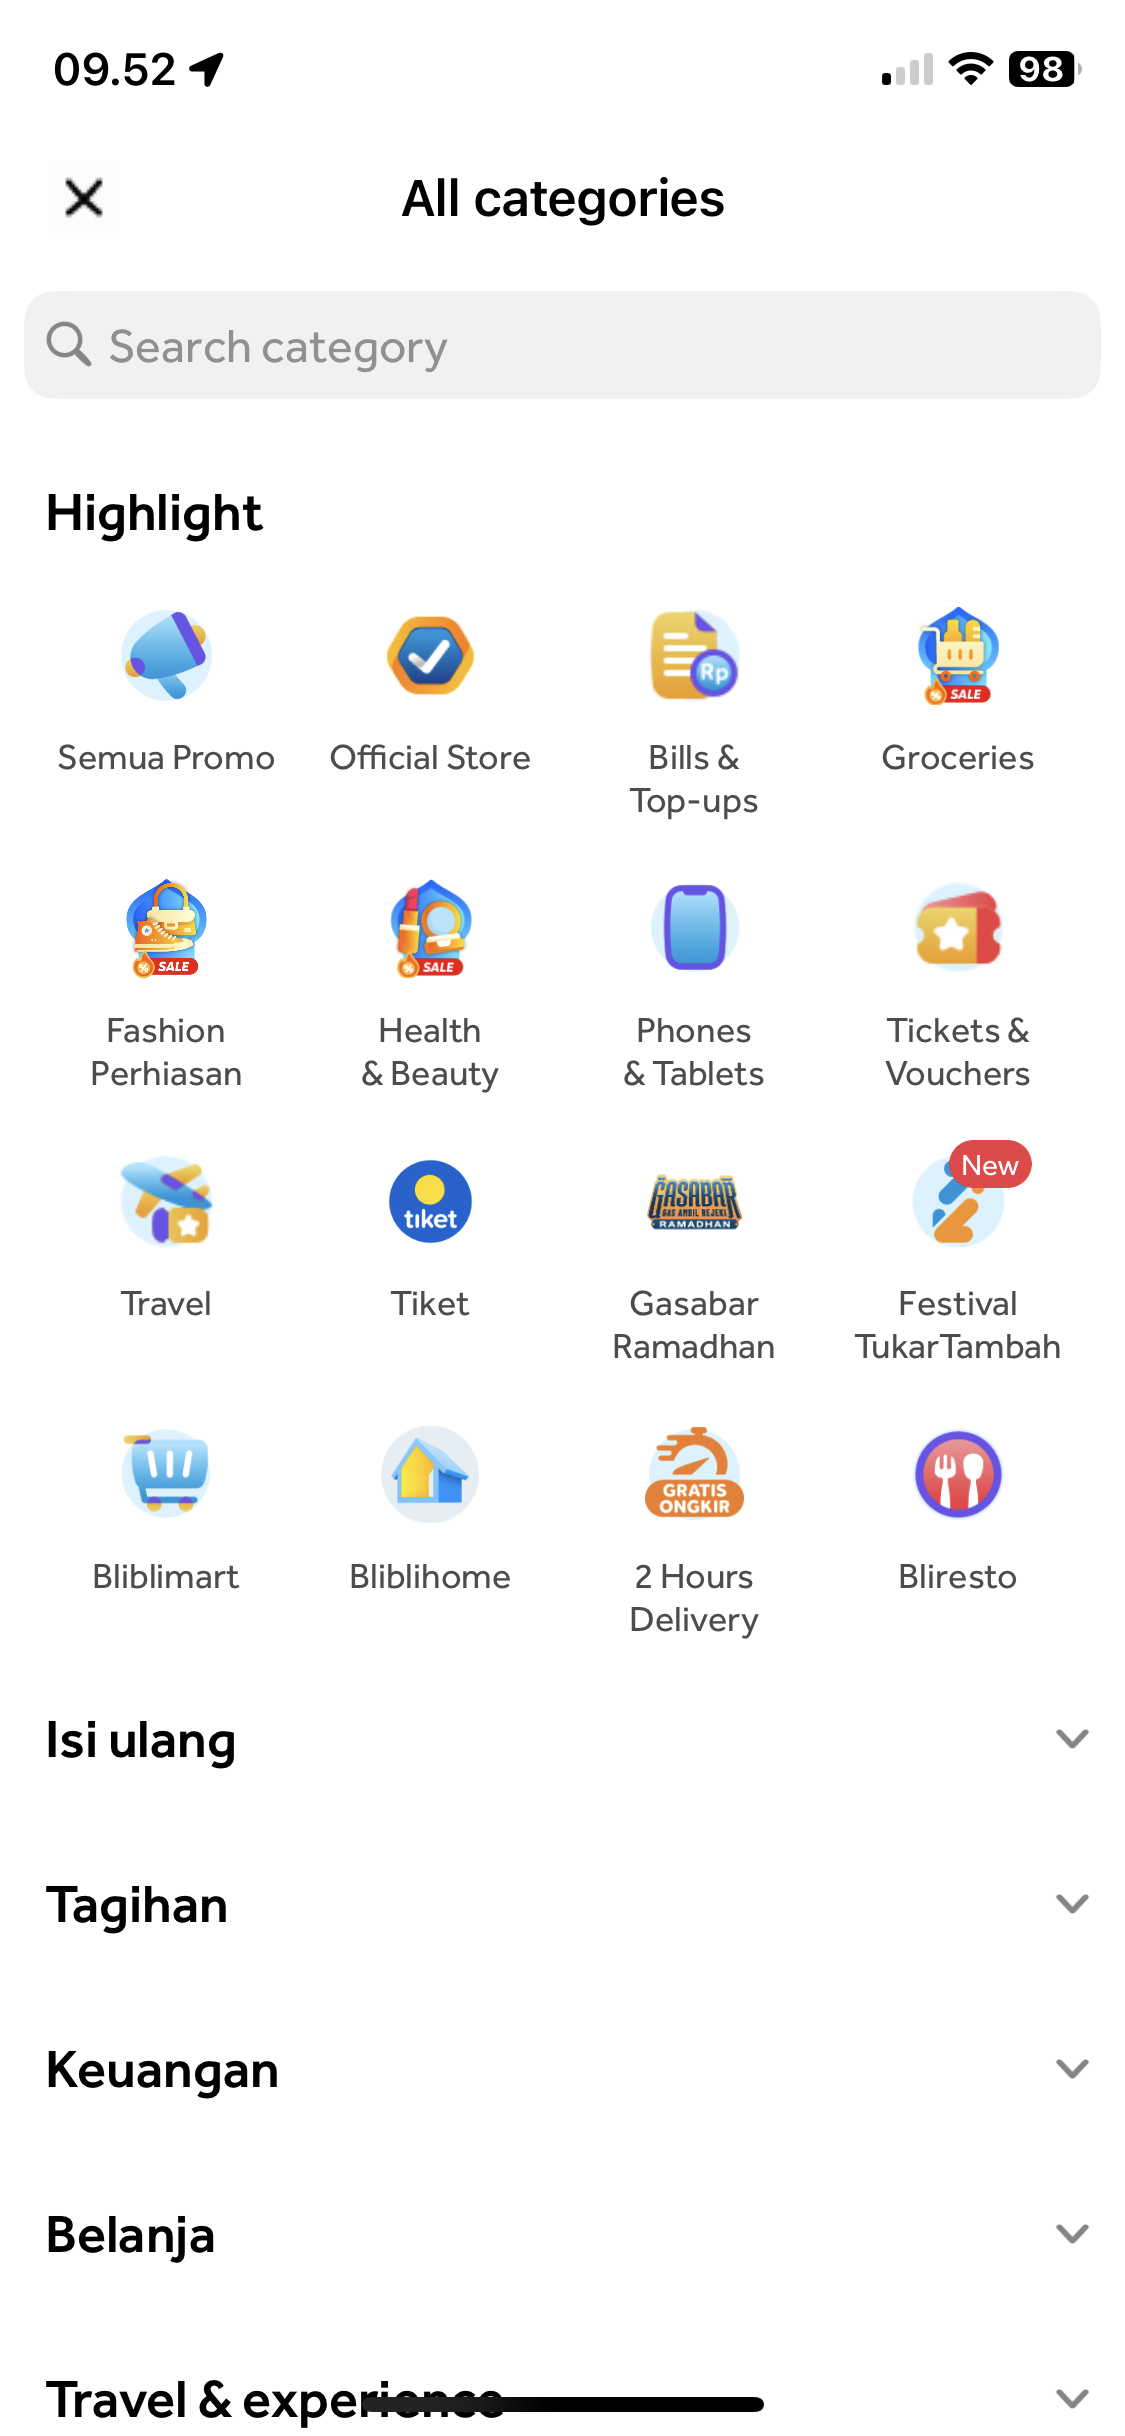 09.52
98
All categories
Search category
Highlight
Rp
SALE
Semua Promo
Official Store
Bills &
Top-ups
Groceries
SALE
SALE
Fashion
Perhiasan
Health
& Beauty
Phones
& Tablets
Tickets &
Vouchers
New
tiket
GASABAR
GAS AMBIL REJEKI
RAMADHAN
Travel
Tiket
Gasabar
Ramadhan
Festival
TukarTambah
GRATIS
ONGKIR
Bliblimart
Bliblihome
2 Hours
Delivery
Bliresto
Isi ulang
Tagihan
Keuangan
Belanja
Travel & experience